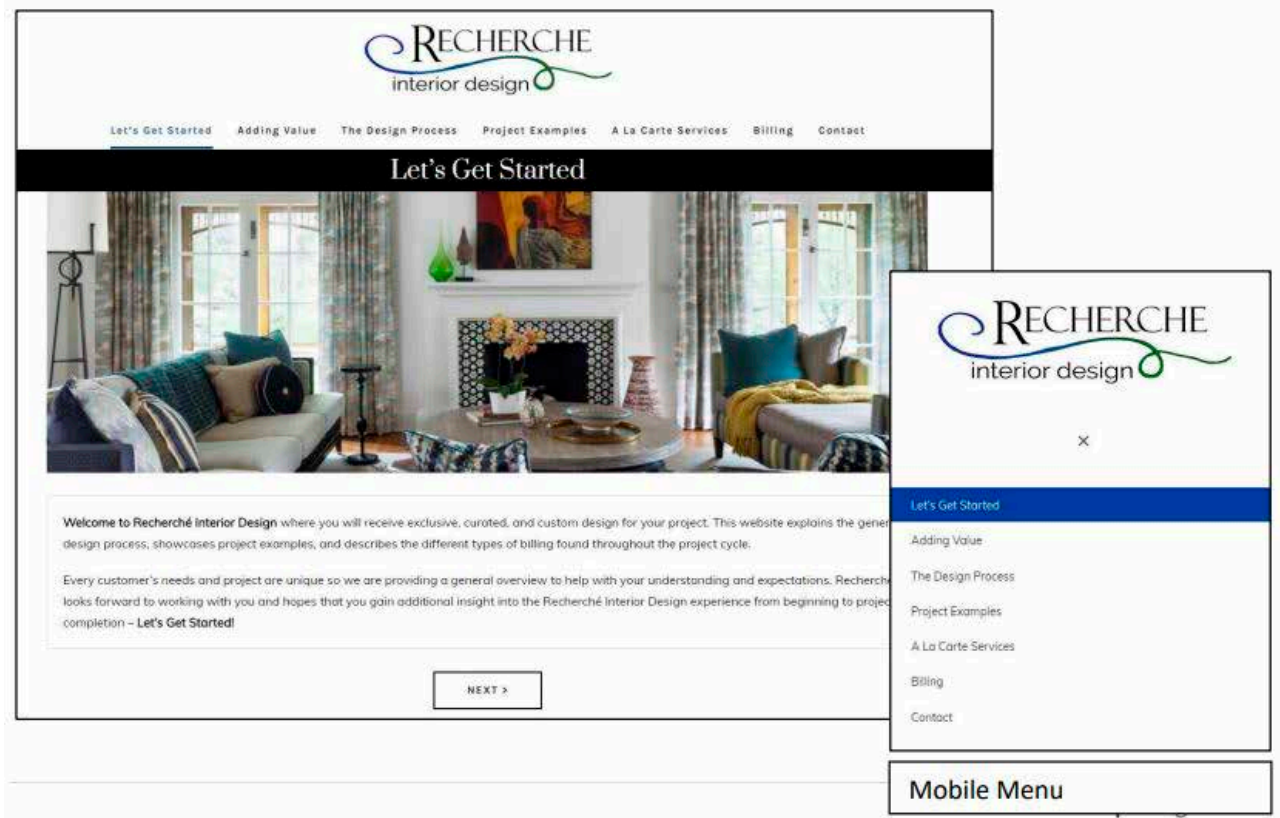 RECHERCHE
interior design
Let's Get Started Adding Value The Design Process Project Examples A La Carte Services Billing Contact
Let's Get Started
Welcome to Recherché Interior Design where you will receive exclusive, curated, and custom design for your project. This website explains the
design process, showcases project examples, and describes the different types of billing found throughout the project cycle.
Every customer's needs and project are unique so we are providing a general overview to help with your understanding and expectations.
looks forward to working with you and hopes that you gain additional insight into the Recherché Interior Design experience from beginning to
completion – Let's Get Started!
NEXT >
RECHERCHE
interior design
×
Let's Get Started
Adding Value
The Design Process
Project Examples
A La Carte Services
Billing
Contact
Mobile Menu